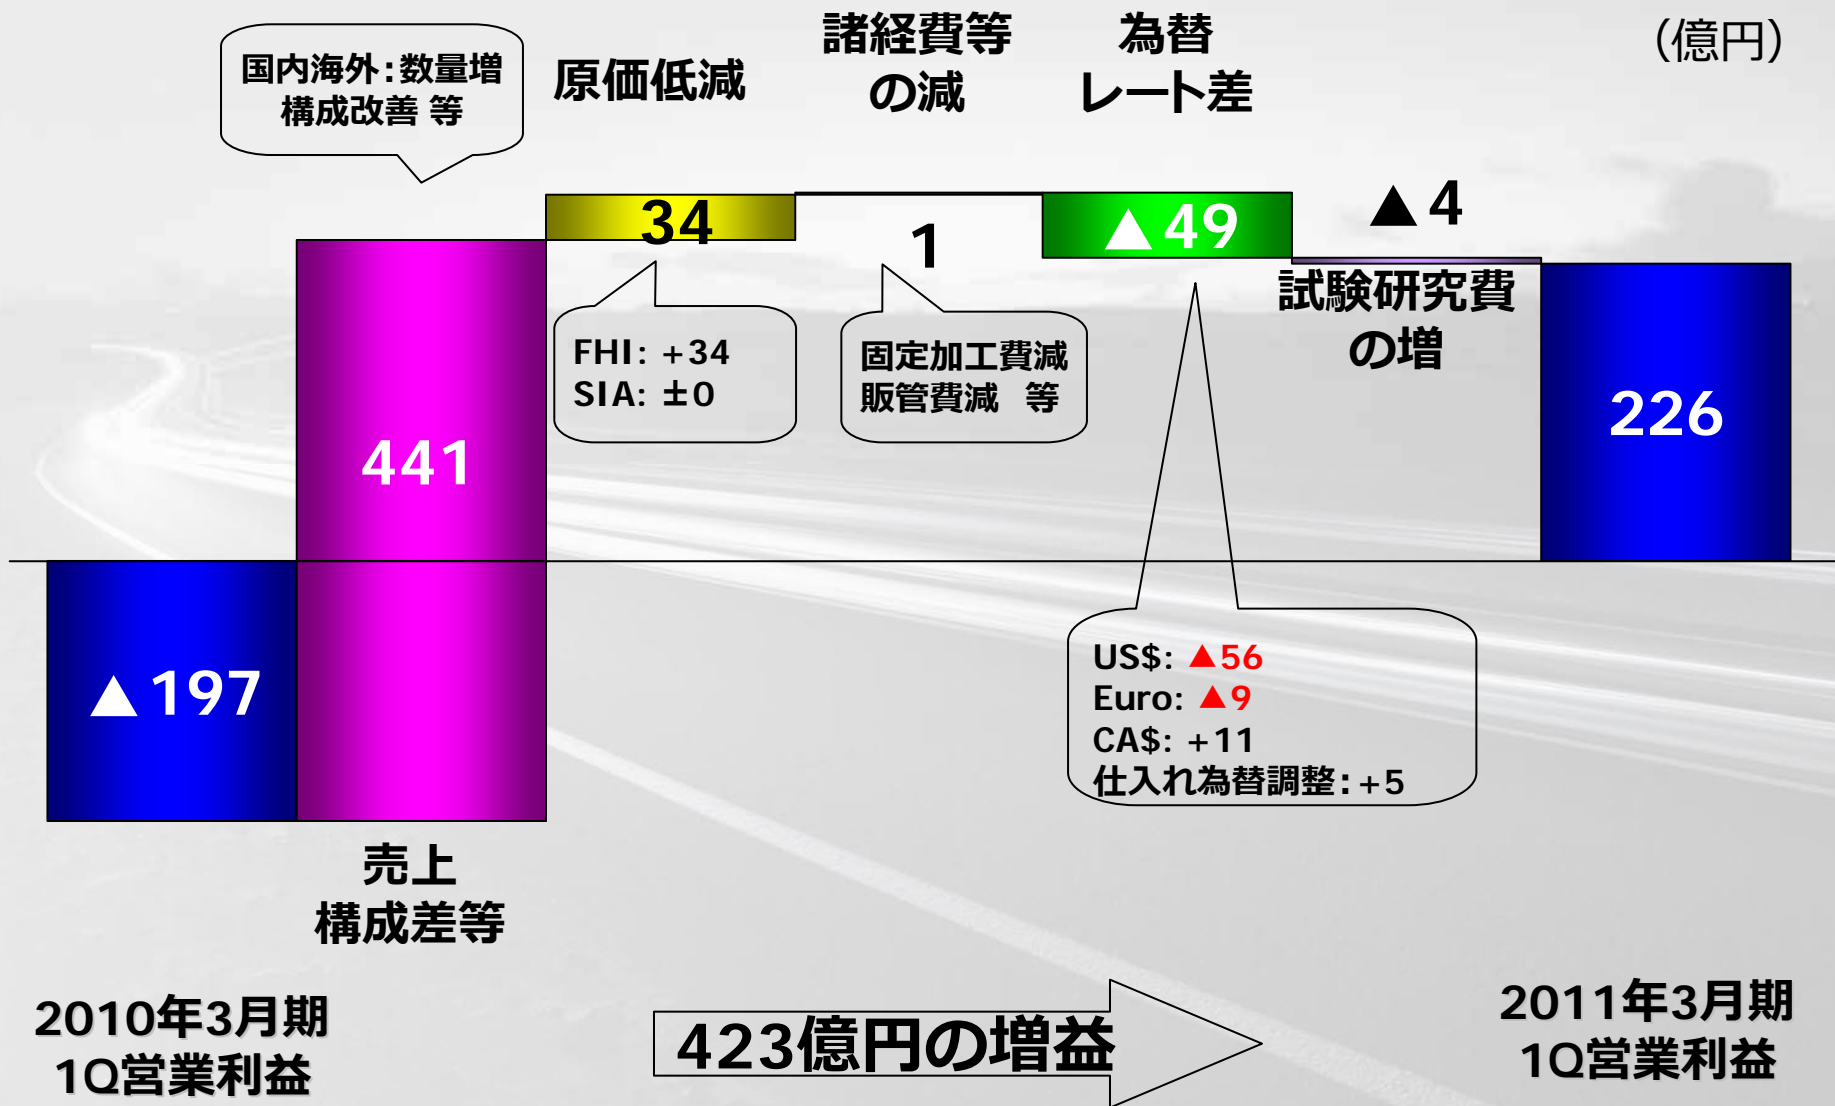 （億円）
国内海外：数量増
構成改善 等
原価低減
諸経費等
の減
為替
レート差
34
1
▲49
▲4
試験研究費
の増
FHI: +34
SIA: ±0
固定加工費減
販管費減 等
441
226
▲197
US$: ▲56
Euro: ▲9
CA$: +11
仕入れ為替調整：+5
売上
構成差等
2010年3月期
1Q営業利益
423億円の増益
2011年3月期
1Q営業利益